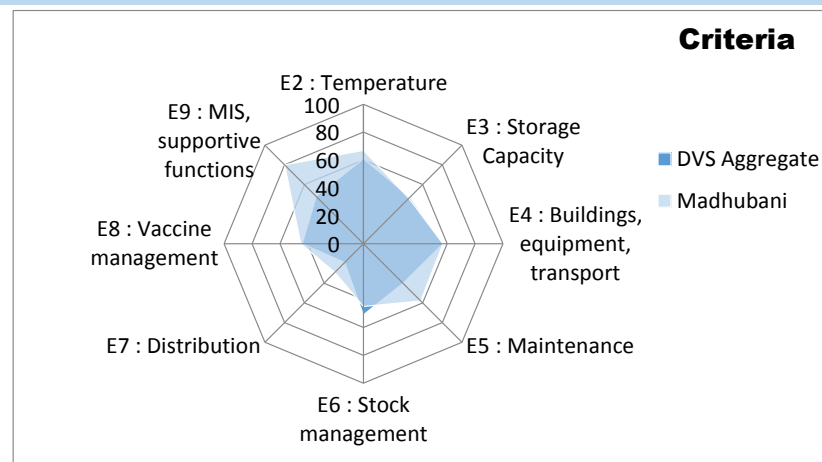 Criteria
E2 : Temperature
100
80
60
40
20
0
E3 : Storage
Capacity
E4 : Buildings,
equipment,
transport
E5 : Maintenance
E6 : Stock
management
E7 : Distribution
E8 : Vaccine
management
E9 : MIS,
supportive
functions
DVS Aggregate
Madhubani